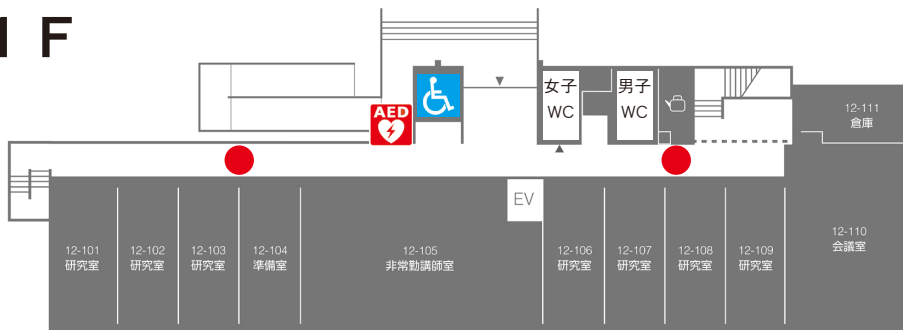 1F
女子
WC
男子
WC
AED
12-111
倉庫
EV
12-101
研究室
12-102
研究室
12-103
研究室
12-104
準備室
12-105
非常勤講師室
12-106
研究室
12-107
研究室
12-108
研究室
12-109
研究室
12-110
会議室